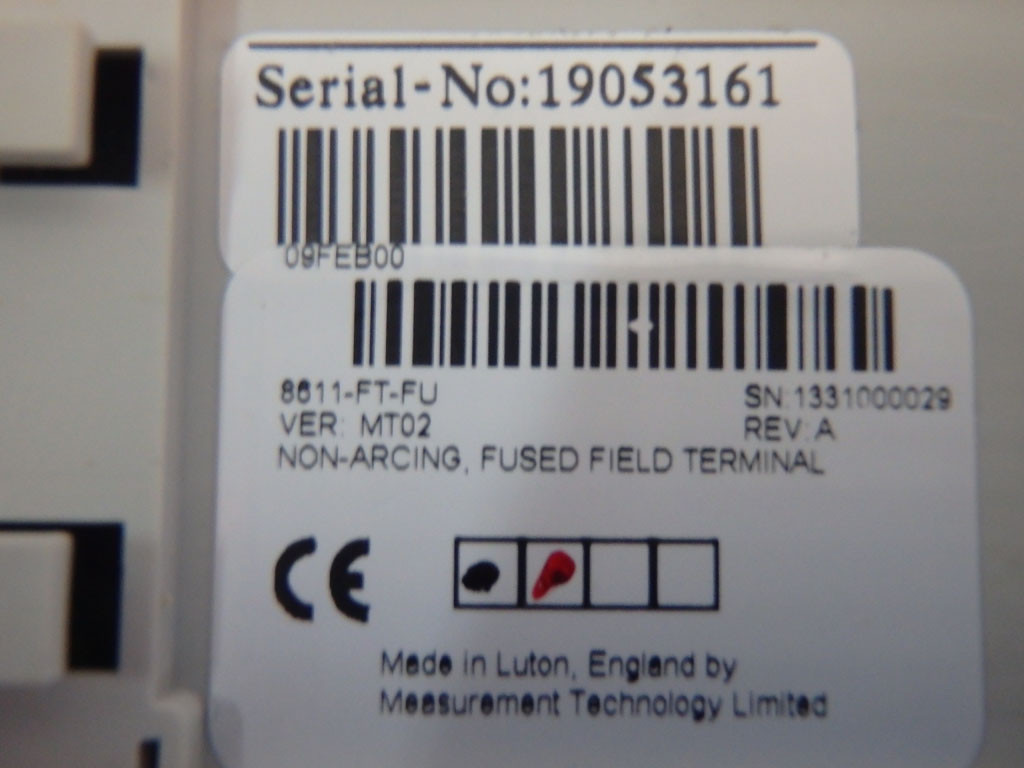 Serial-No:19053161
09FEB00
8611-FT-FU SN:1331000029
VER: MT02 REV:A
NON-ARCING, FUSED FIELD TERMINAL
CE
Made in Luton, England by
Measurement Technology Limited